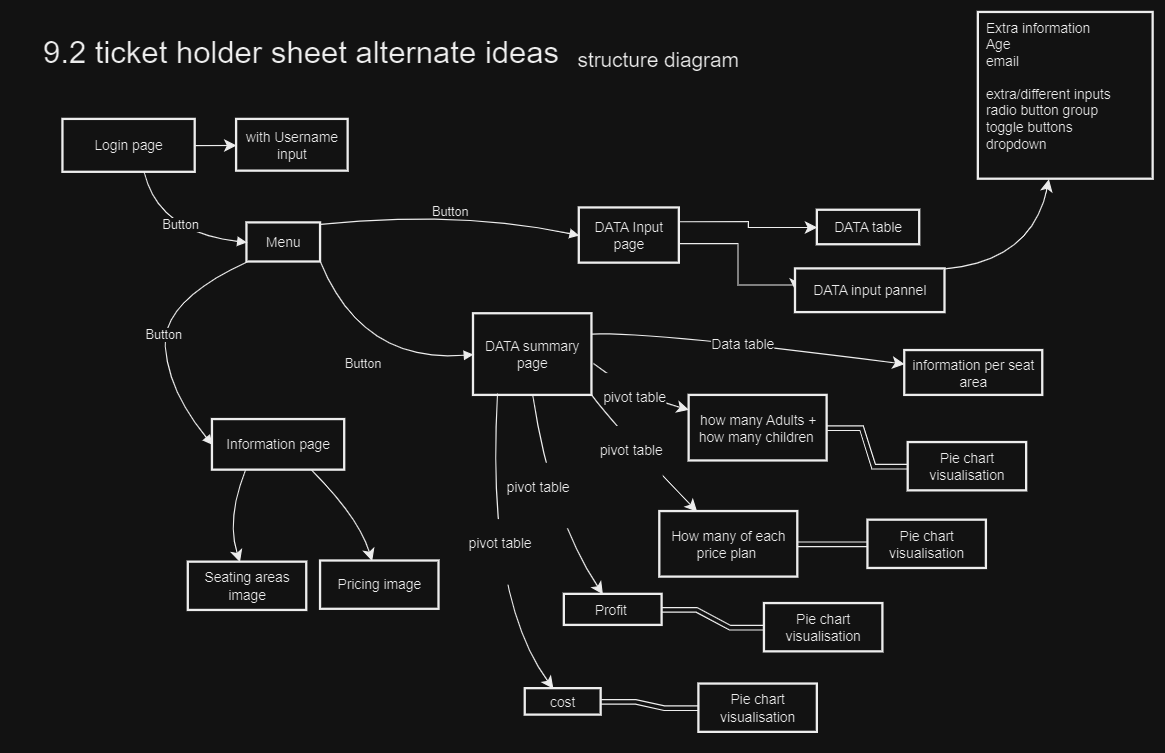 9.2 ticket holder sheet alternate ideas
structure diagram
Extra information
Age
email
extra/different inputs
radio button group
toggle buttons
dropdown
Login page
with Username
input
Button
Menu
Button
DATA Input
page
DATA table
DATA input pannel
Button
Button
DATA summary
page
Data table
information per seat
area
pivot table
how many Adults +
how many children
Pie chart
visualisation
Information page
pivot table
pivot table
How many of each
price plan
Pie chart
visualisation
pivot table
Seating areas
image
Pricing image
Profit
Pie chart
visualisation
cost
Pie chart
visualisation